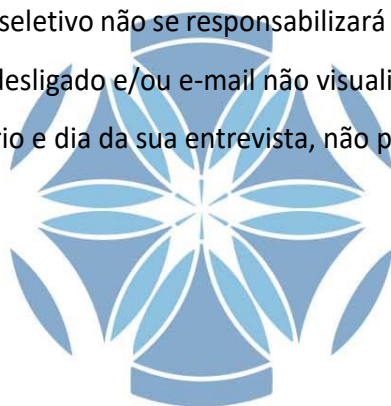 seletivo não se responsabilizará
desligado e/ou e-mail não visuali
rio e dia da sua entrevista, não p